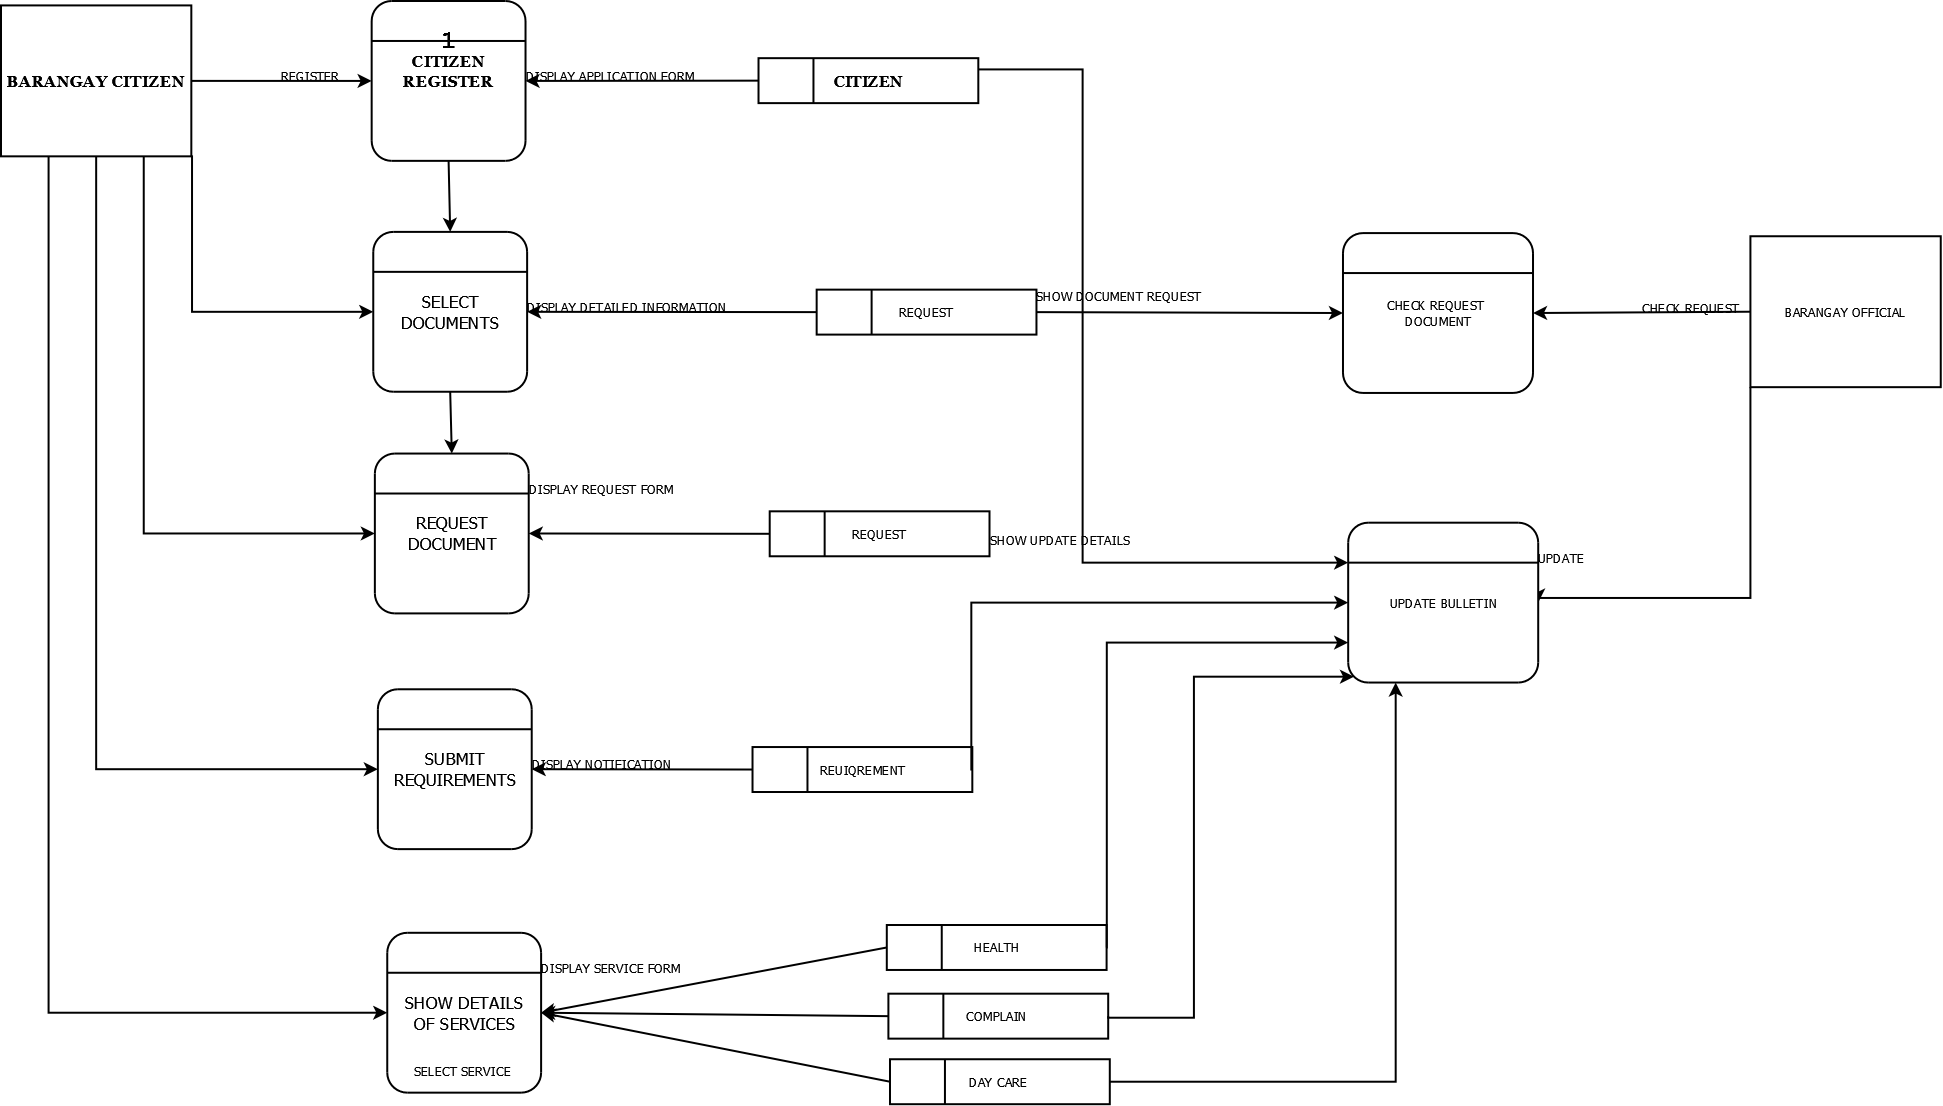 1
BARANGAY CITIZEN
REGISTER
CITIZEN
REGISTER
DISPLAY APPLICATION FORM
CITIZEN
SELECT
DOCUMENTS
DISPLAY DETAILED INFORMATION
REQUEST
SHOW DOCUMENT REQUEST
CHECK REQUEST
DOCUMENT
CHECK REQUEST
BARANGAY OFFICIAL
REQUEST
DOCUMENT
DISPLAY REQUEST FORM
REQUEST
SHOW UPDATE DETAILS
UPDATE
UPDATE BULLETIN
SUBMIT
REQUIREMENTS
DISPLAY NOTIFICATION
REUIQREMENT
SHOW DETAILS
OF SERVICES
SELECT SERVICE
DISPLAY SERVICE FORM
HEALTH
COMPLAIN
DAY CARE